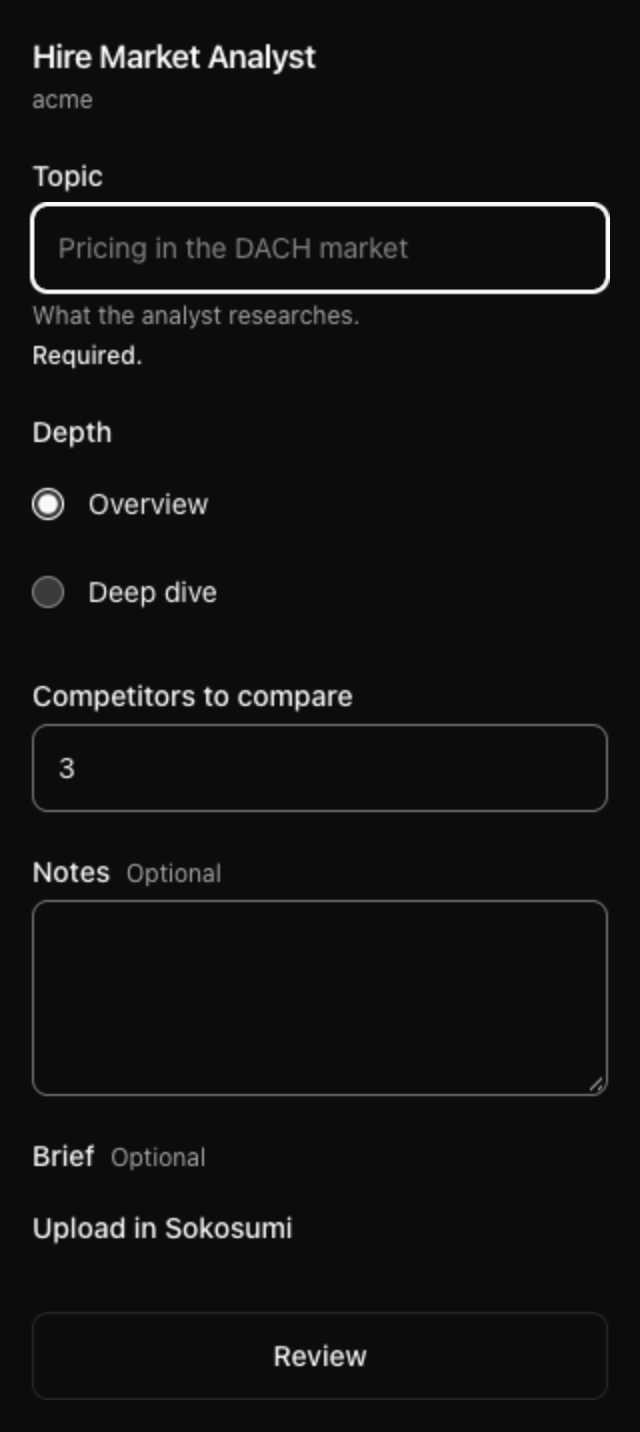 Hire Market Analyst
acme
Topic
Pricing in the DACH market
What the analyst researches.
Required.
Depth
Overview
Deep dive
Competitors to compare
3
Notes Optional
Brief Optional
Upload in Sokosumi
Review